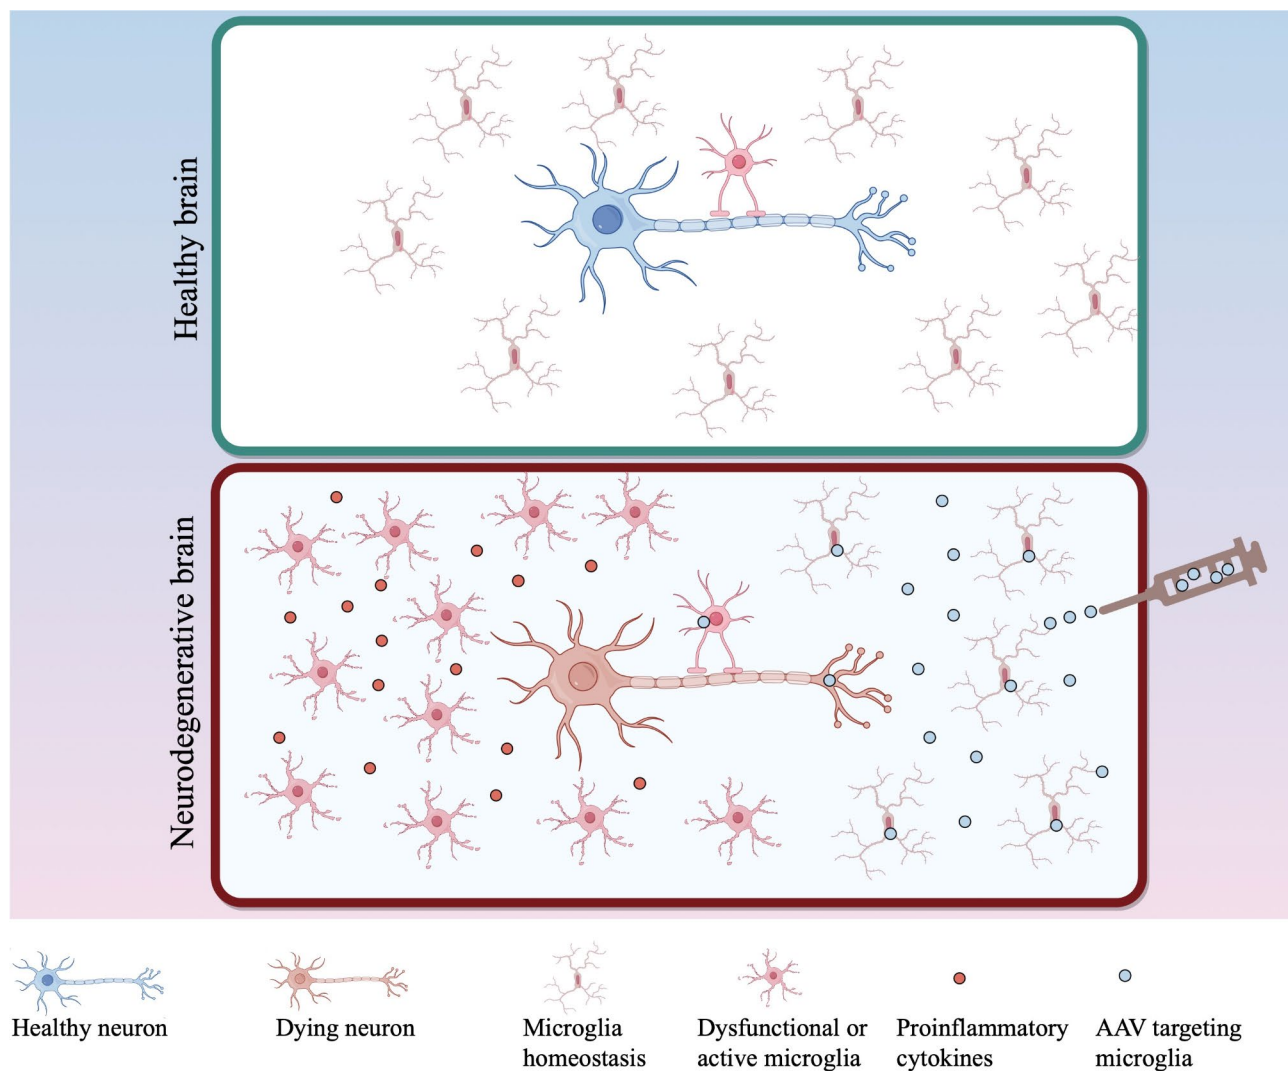 Healthy brain
Neurodegenerative brain
Healthy neuron
Dying neuron
Microglia
homeostasis
Dysfunctional or
active microglia
Proinflammatory
cytokines
AAV targeting
microglia